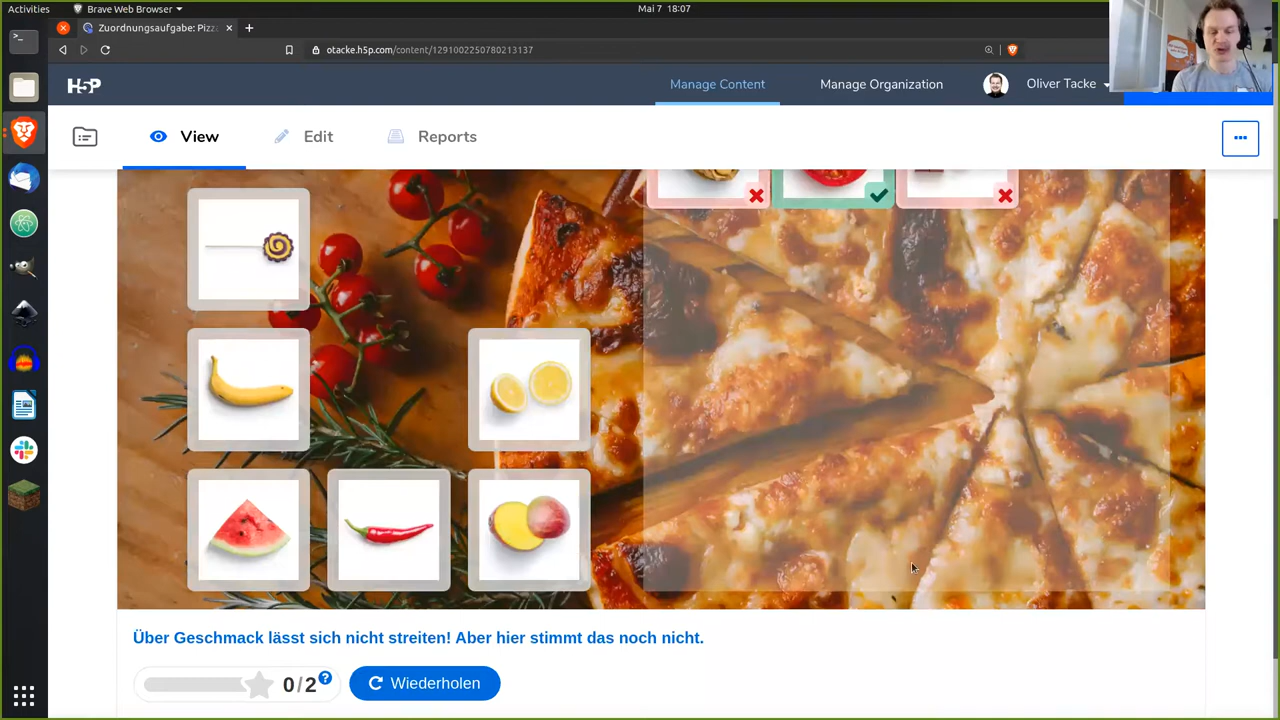 Activities
Brave Web Browser
Mai 7 18:07
Zuordnungsaufgabe: Pizz
otacke.h5p.com/content/1291002250780213137
H5P
Manage Content
Manage Organization
Oliver Tacke
View
Edit
Reports
Über Geschmack lässt sich nicht streiten! Aber hier stimmt das noch nicht.
0/2
?
Wiederholen